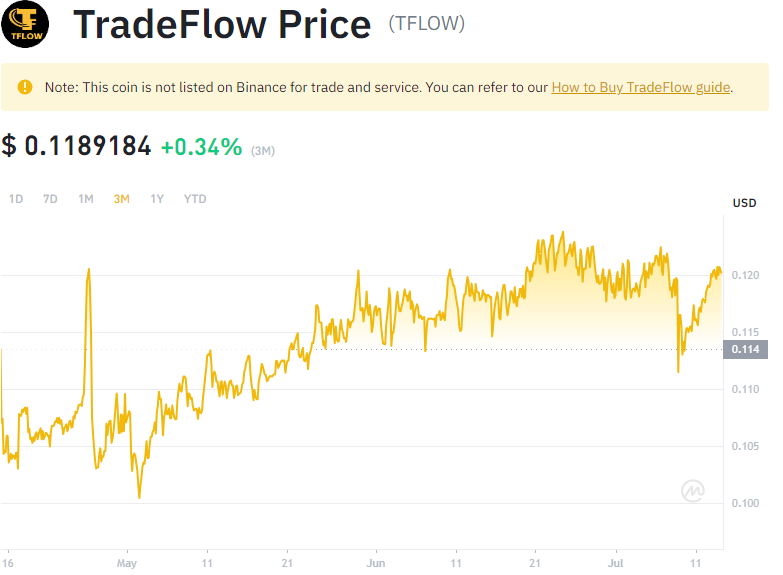 TradeFlow Price (TFLOW)
TFLOW
Note: This coin is not listed on Binance for trade and service. You can refer to our How to Buy TradeFlow guide.
$ 0.1189184 +0.34% (3M)
1D 7D 1M 3M 1Y YTD
USD
0.120
0.115
0.114
0.110
0.105
0.100
16 May 11 21 Jun 11 21 Jul 11